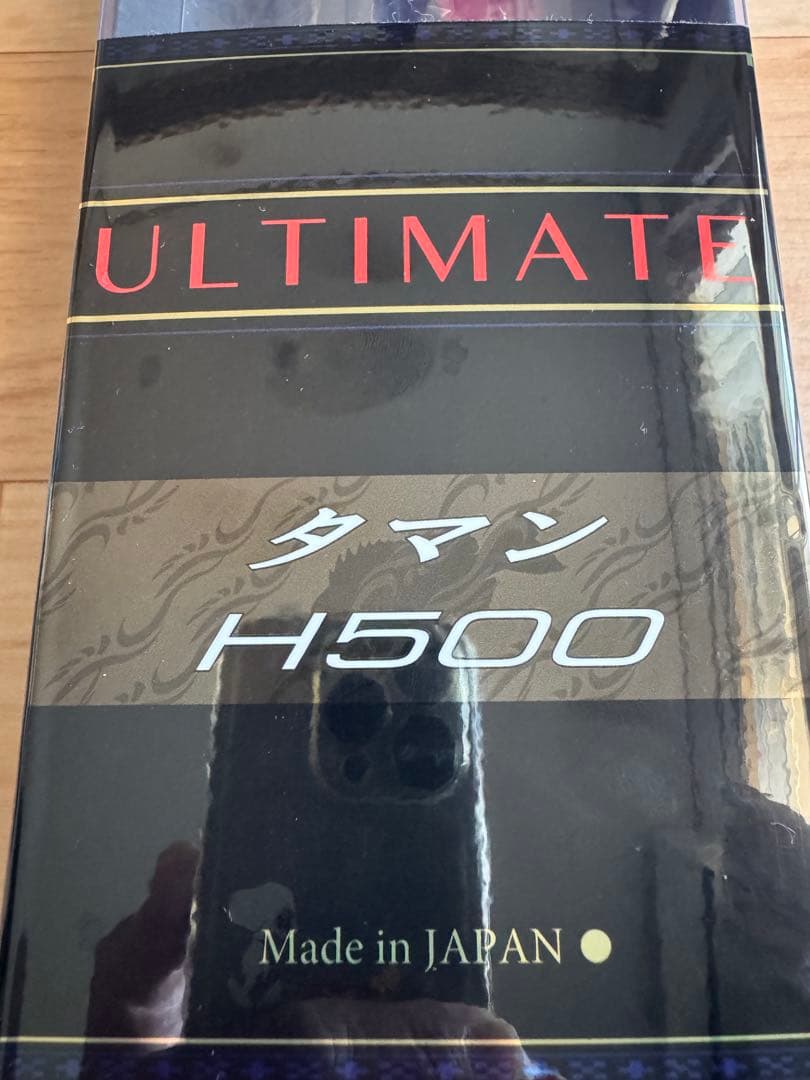 ULTIMATE
タマン
H500
Made in JAPAN